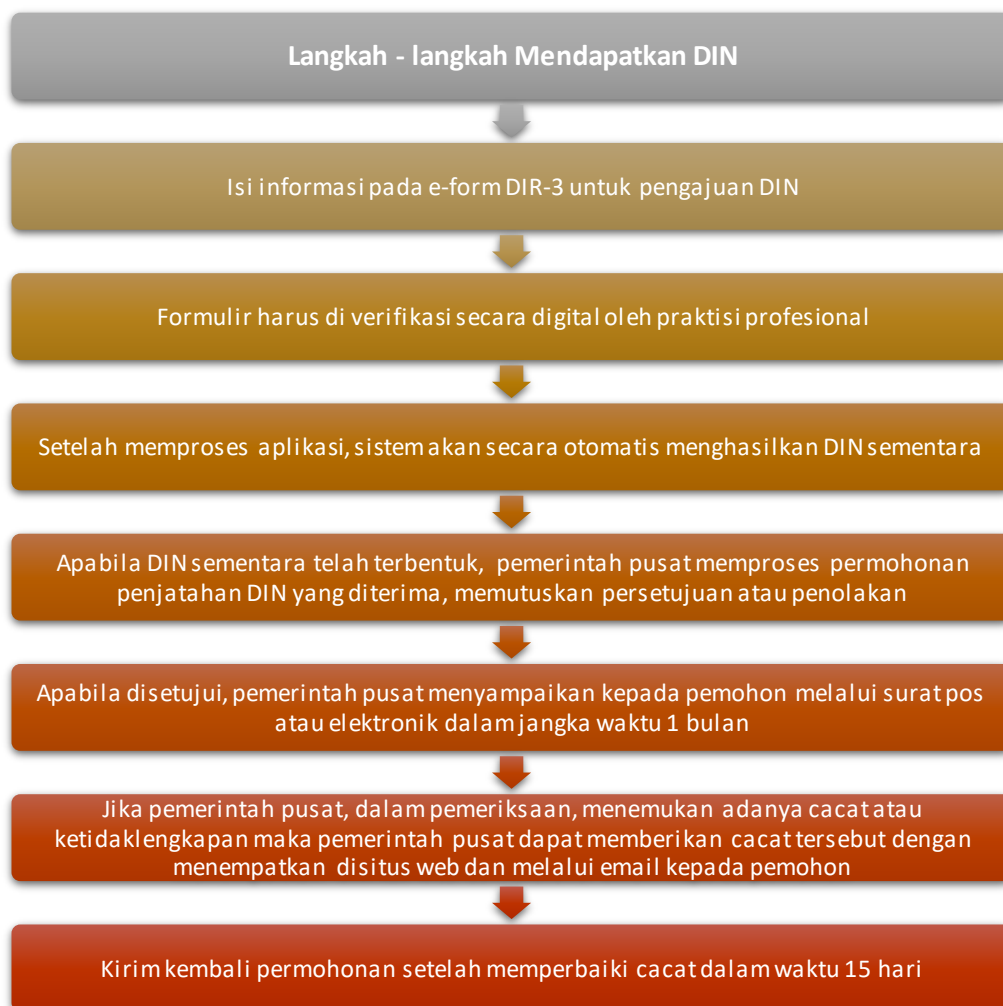 Langkah - langkah Mendapatkan DIN
Isi informasi pada e-form DIR-3 untuk pengajuan DIN
Formulir harus di verifikasi secara digital oleh praktisi profesional
Setelah memproses aplikasi, sistem akan secara otomatis menghasilkan DIN sementara
Apabila DIN sementara telah terbentuk, pemerintah pusat memproses permohonan
penjatahan DIN yang diterima, memutuskan persetujuan atau penolakan
Apabila disetujui, pemerintah pusat menyampaikan kepada pemohon melalui surat pos
atau elektronik dalam jangka waktu 1 bulan
Jika pemerintah pusat, dalam pemeriksaan, menemukan adanya cacat atau
ketidaklengkapan maka pemerintah pusat dapat memberikan cacat tersebut dengan
menempatkan disitus web dan melalui email kepada pemohon
Kirim kembali permohonan setelah memperbaiki cacat dalam waktu 15 hari